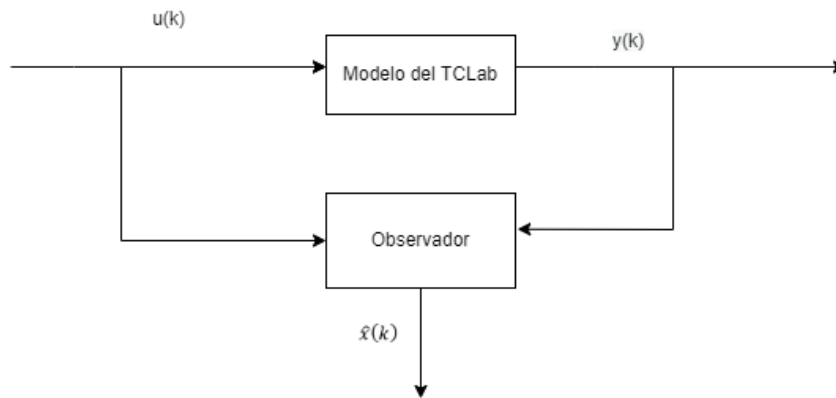 u(k)
y(k)
Modelo del TCLab
Observador
x̂(k)